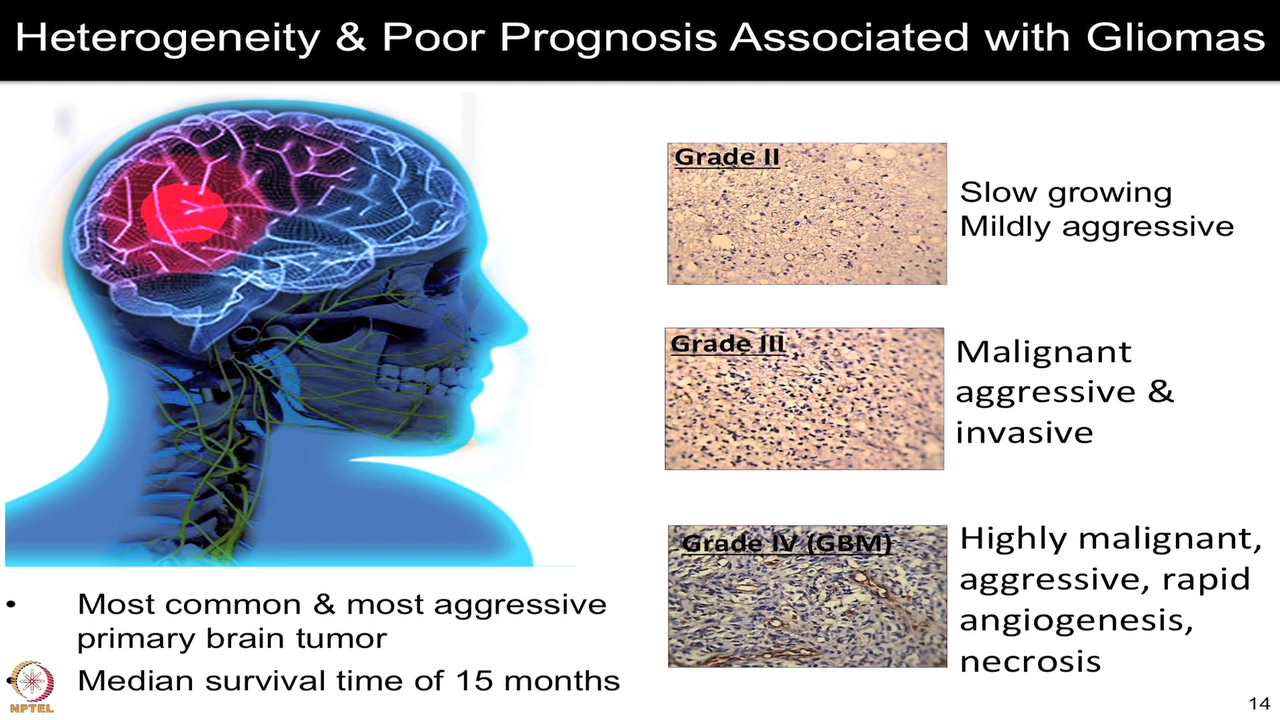 Heterogeneity & Poor Prognosis Associated with Gliomas
Grade II
Slow growing
Mildly aggressive
Grade III
Malignant
aggressive &
invasive
Grade IV (GBM)
Highly malignant,
aggressive, rapid
angiogenesis,
necrosis
• Most common & most aggressive
primary brain tumor
• Median survival time of 15 months
NPTEL
14